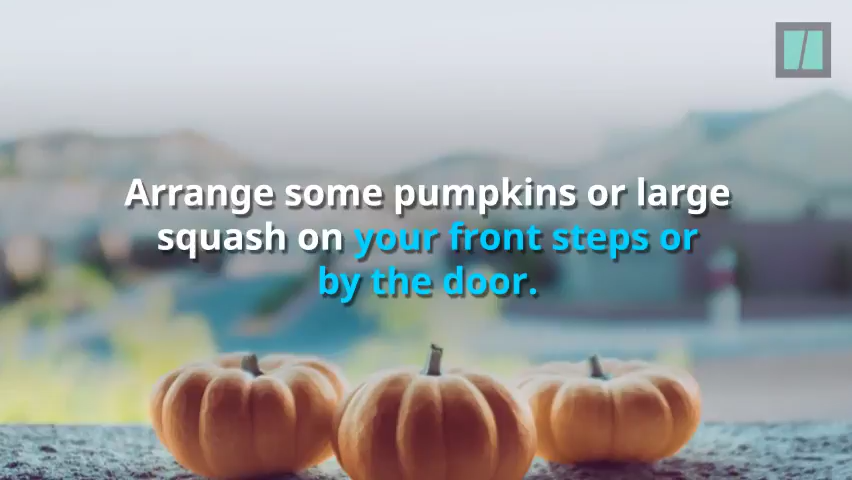 Arrange some pumpkins or large
squash on your front steps or
by the door.